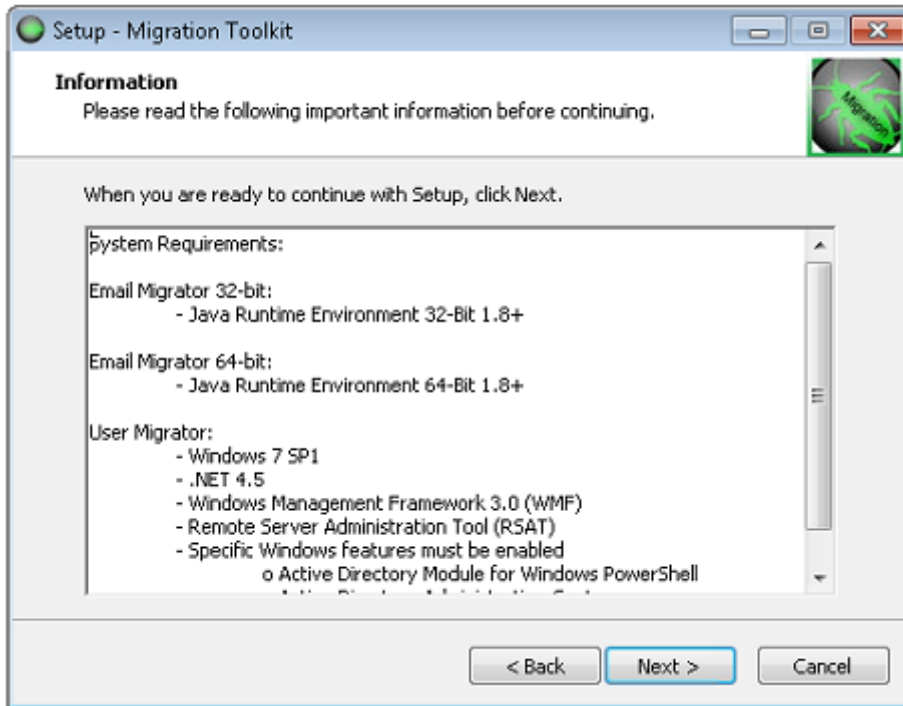 Setup - Migration Toolkit
Information
Please read the following important information before continuing.
Migration
When you are ready to continue with Setup, click Next.
System Requirements:
Email Migrator 32-bit:
- Java Runtime Environment 32-Bit 1.8+
Email Migrator 64-bit:
- Java Runtime Environment 64-Bit 1.8+
User Migrator:
- Windows 7 SP1
- .NET 4.5
- Windows Management Framework 3.0 (WMF)
- Remote Server Administration Tool (RSAT)
- Specific Windows features must be enabled
o Active Directory Module for Windows PowerShell
< Back
Next >
Cancel